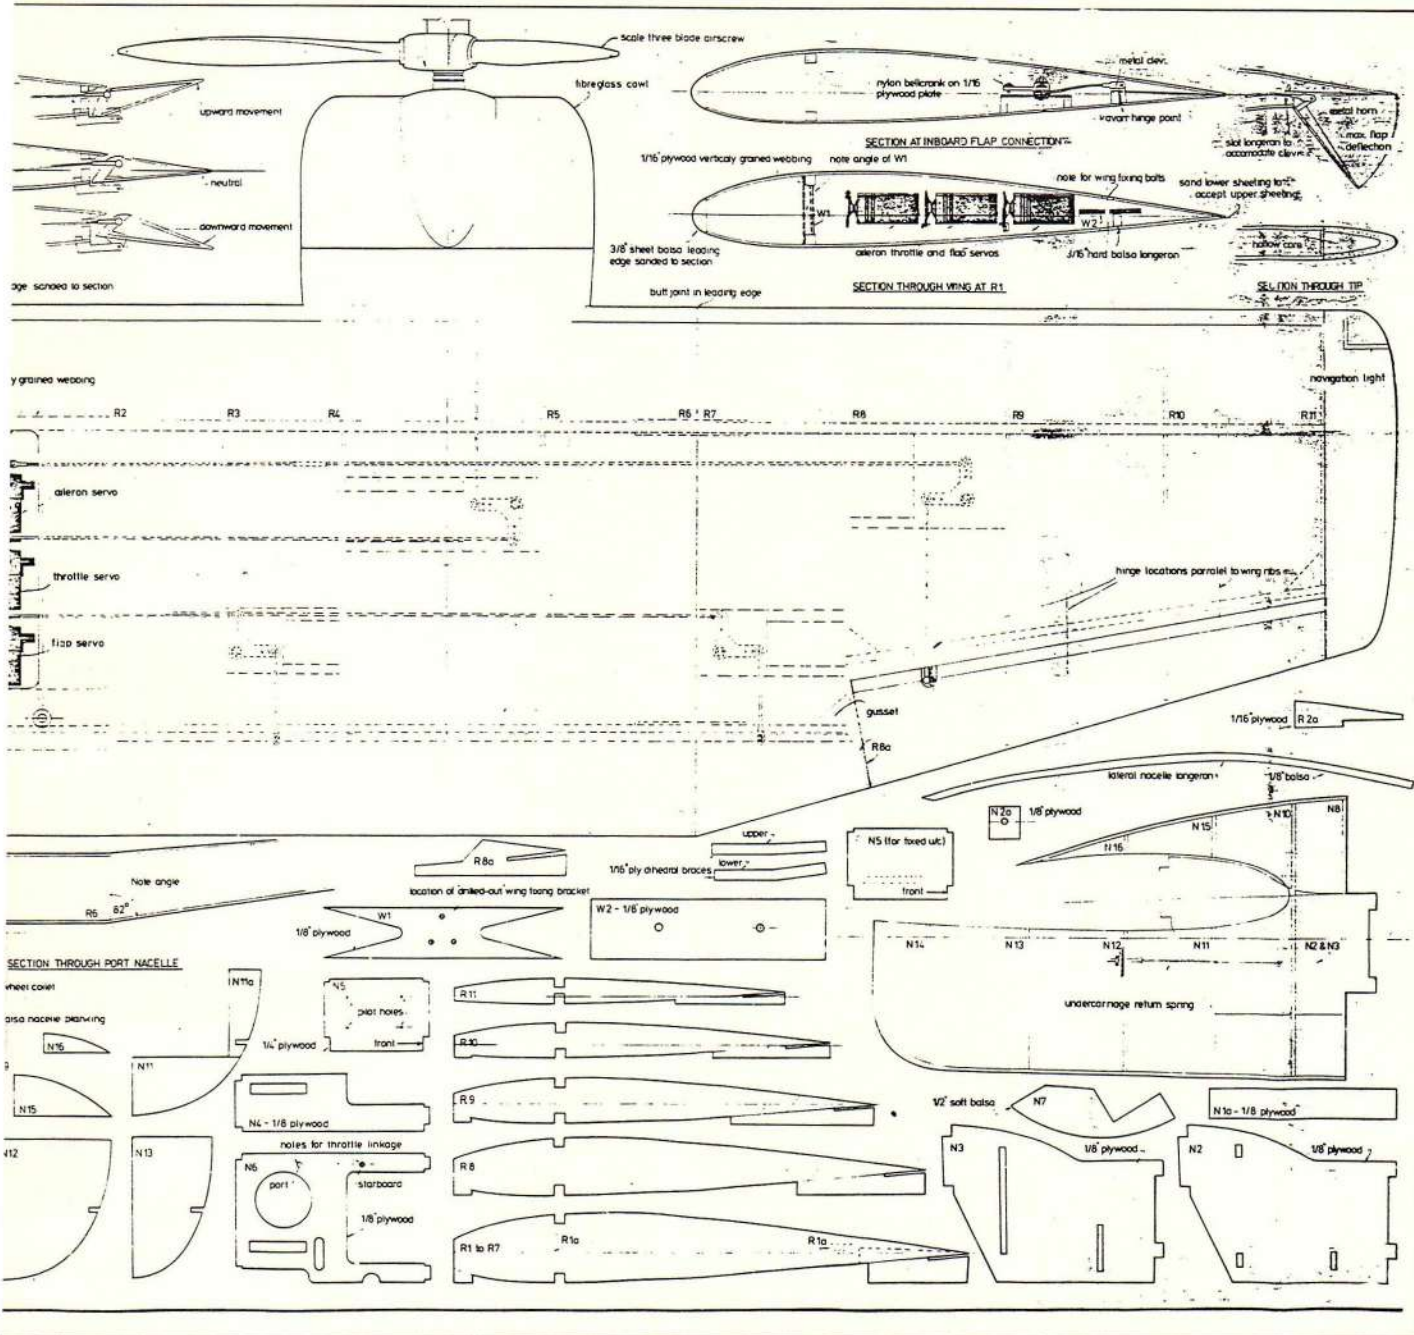 scale three blade airscrew
fibreglass cowl
upward movement
neutral
downward movement
sanded to section
nylon bellcrank on 1/16
plywood plate
metal
hinge point
SECTION AT INBOARD FLAP CONNECTION
metal horn
max. flap
deflection
slot longeron to
accomodate
1/16" plywood verticaly grained webbing
note angle of W1
note for wing fixing bolts
sand lower sheeting
accept upper sheeting
W1
W2
3/8" sheet balsa leading
edge sanded to section
aileron throttle and flap servos
3/16" hard balsa longeron
hollow core
SECTION THROUGH WING AT R1
SECTION THROUGH TIP
butt joint in leading edge
y grained webbing
navigation light
R2
R3
R4
R5
R6
R7
R8
R9
R10
R11
aileron servo
throttle servo
flap servo
hinge locations parralel to wing ribs
gusset
R8a
1/16" plywood
R2a
lateral nacelle longeron
1/8" balsa
N2a
1/8" plywood
N8
N10
N15
N16
upper
lower
1/16" ply dihedral braces
N5 (for fixed u/c)
front
R8a
Note angle
82°
R6
location of 'drilled-out' wing fixing bracket
W1
1/8" plywood
W2 - 1/8" plywood
N14
N13
N12
N11
N2 & N3
undercarriage return spring
SECTION THROUGH PORT NACELLE
wheel collet
balsa nacelle planking
N11a
N5
pilot holes
1/4" plywood
front
R11
R10
R9
R8
R1 to R7
R1a
R1a
N16
N15
N11
N12
N13
N4 - 1/8 plywood
holes for throttle linkage
N6
port
starboard
1/8" plywood
1/2" soft balsa
N7
N1a - 1/8" plywood
N3
1/8" plywood
N2
1/8" plywood